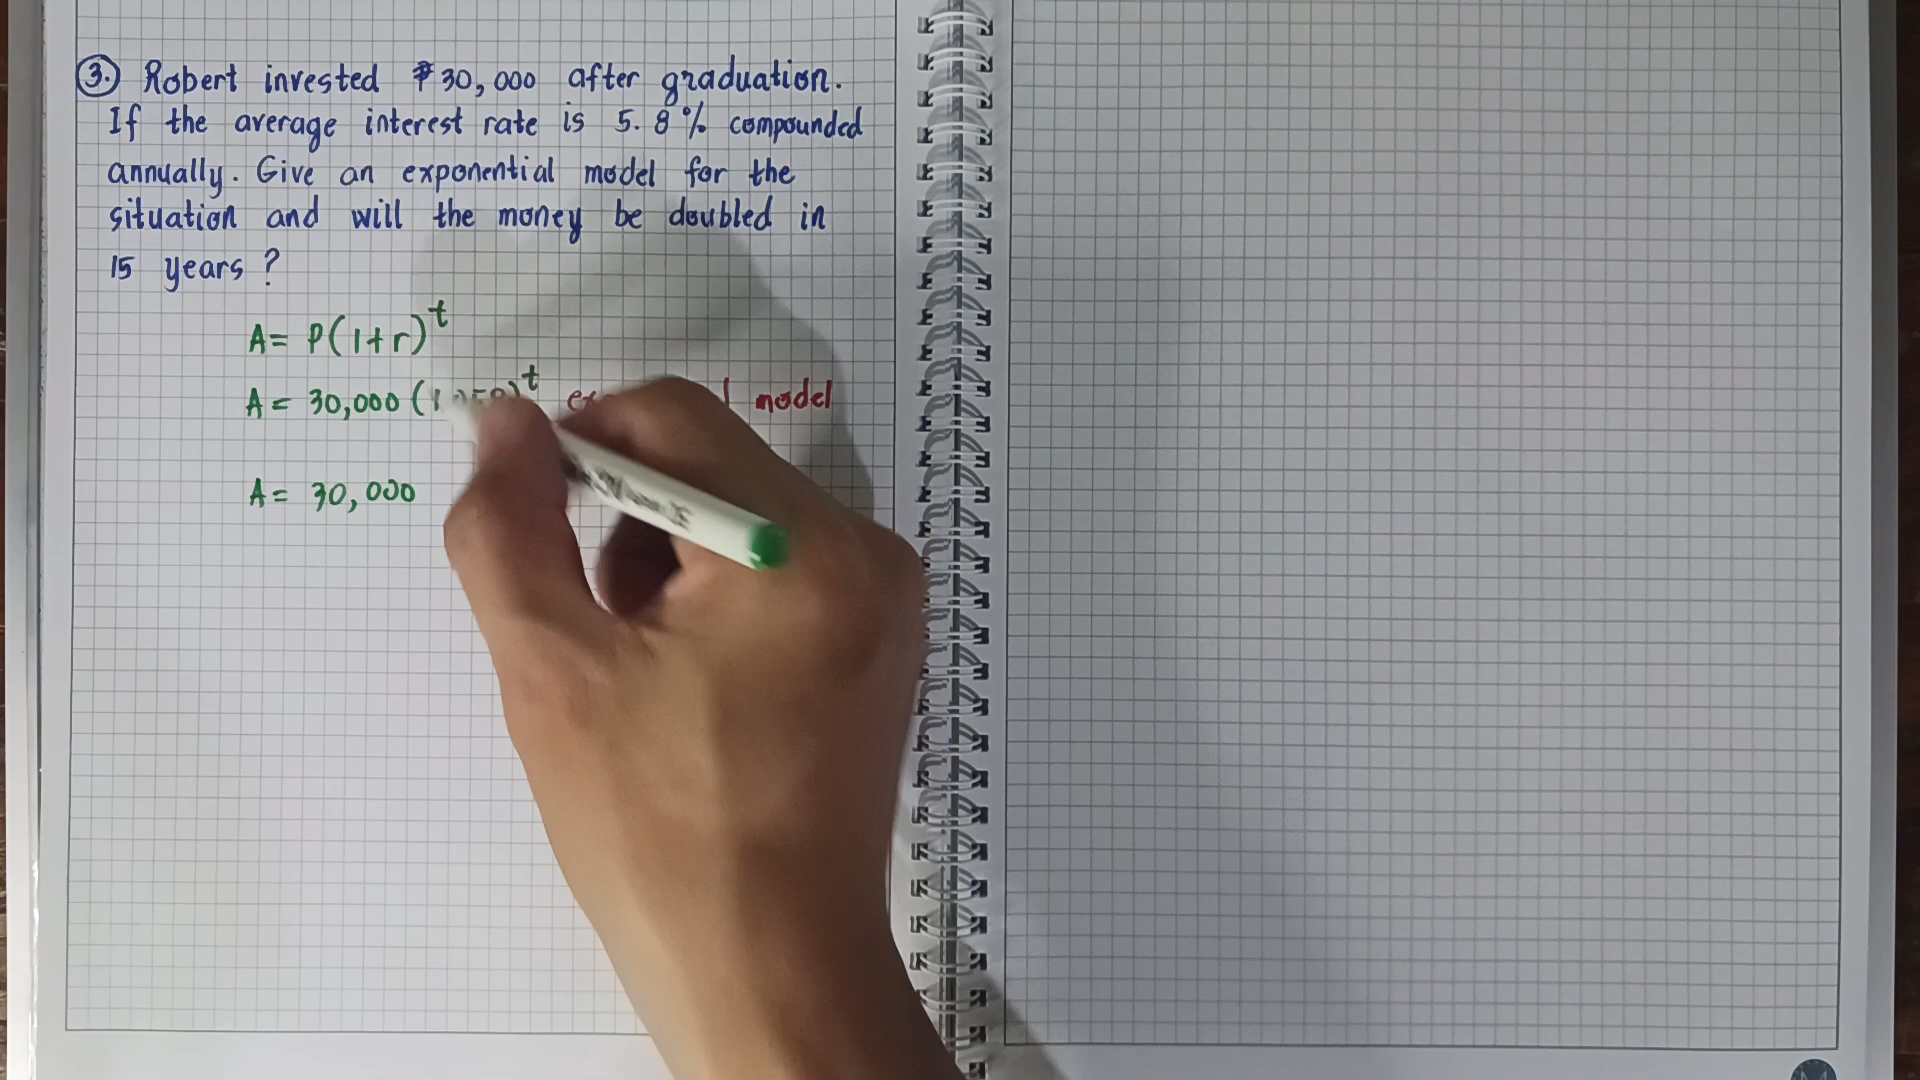 3. Robert invested ₱30,000 after graduation.
If the average interest rate is 5.8% compounded
annually. Give an exponential model for the
situation and will the money be doubled in
15 years?
A = P(1+r)^t
A = 30,000 (1.058)^t model
A = 30,000